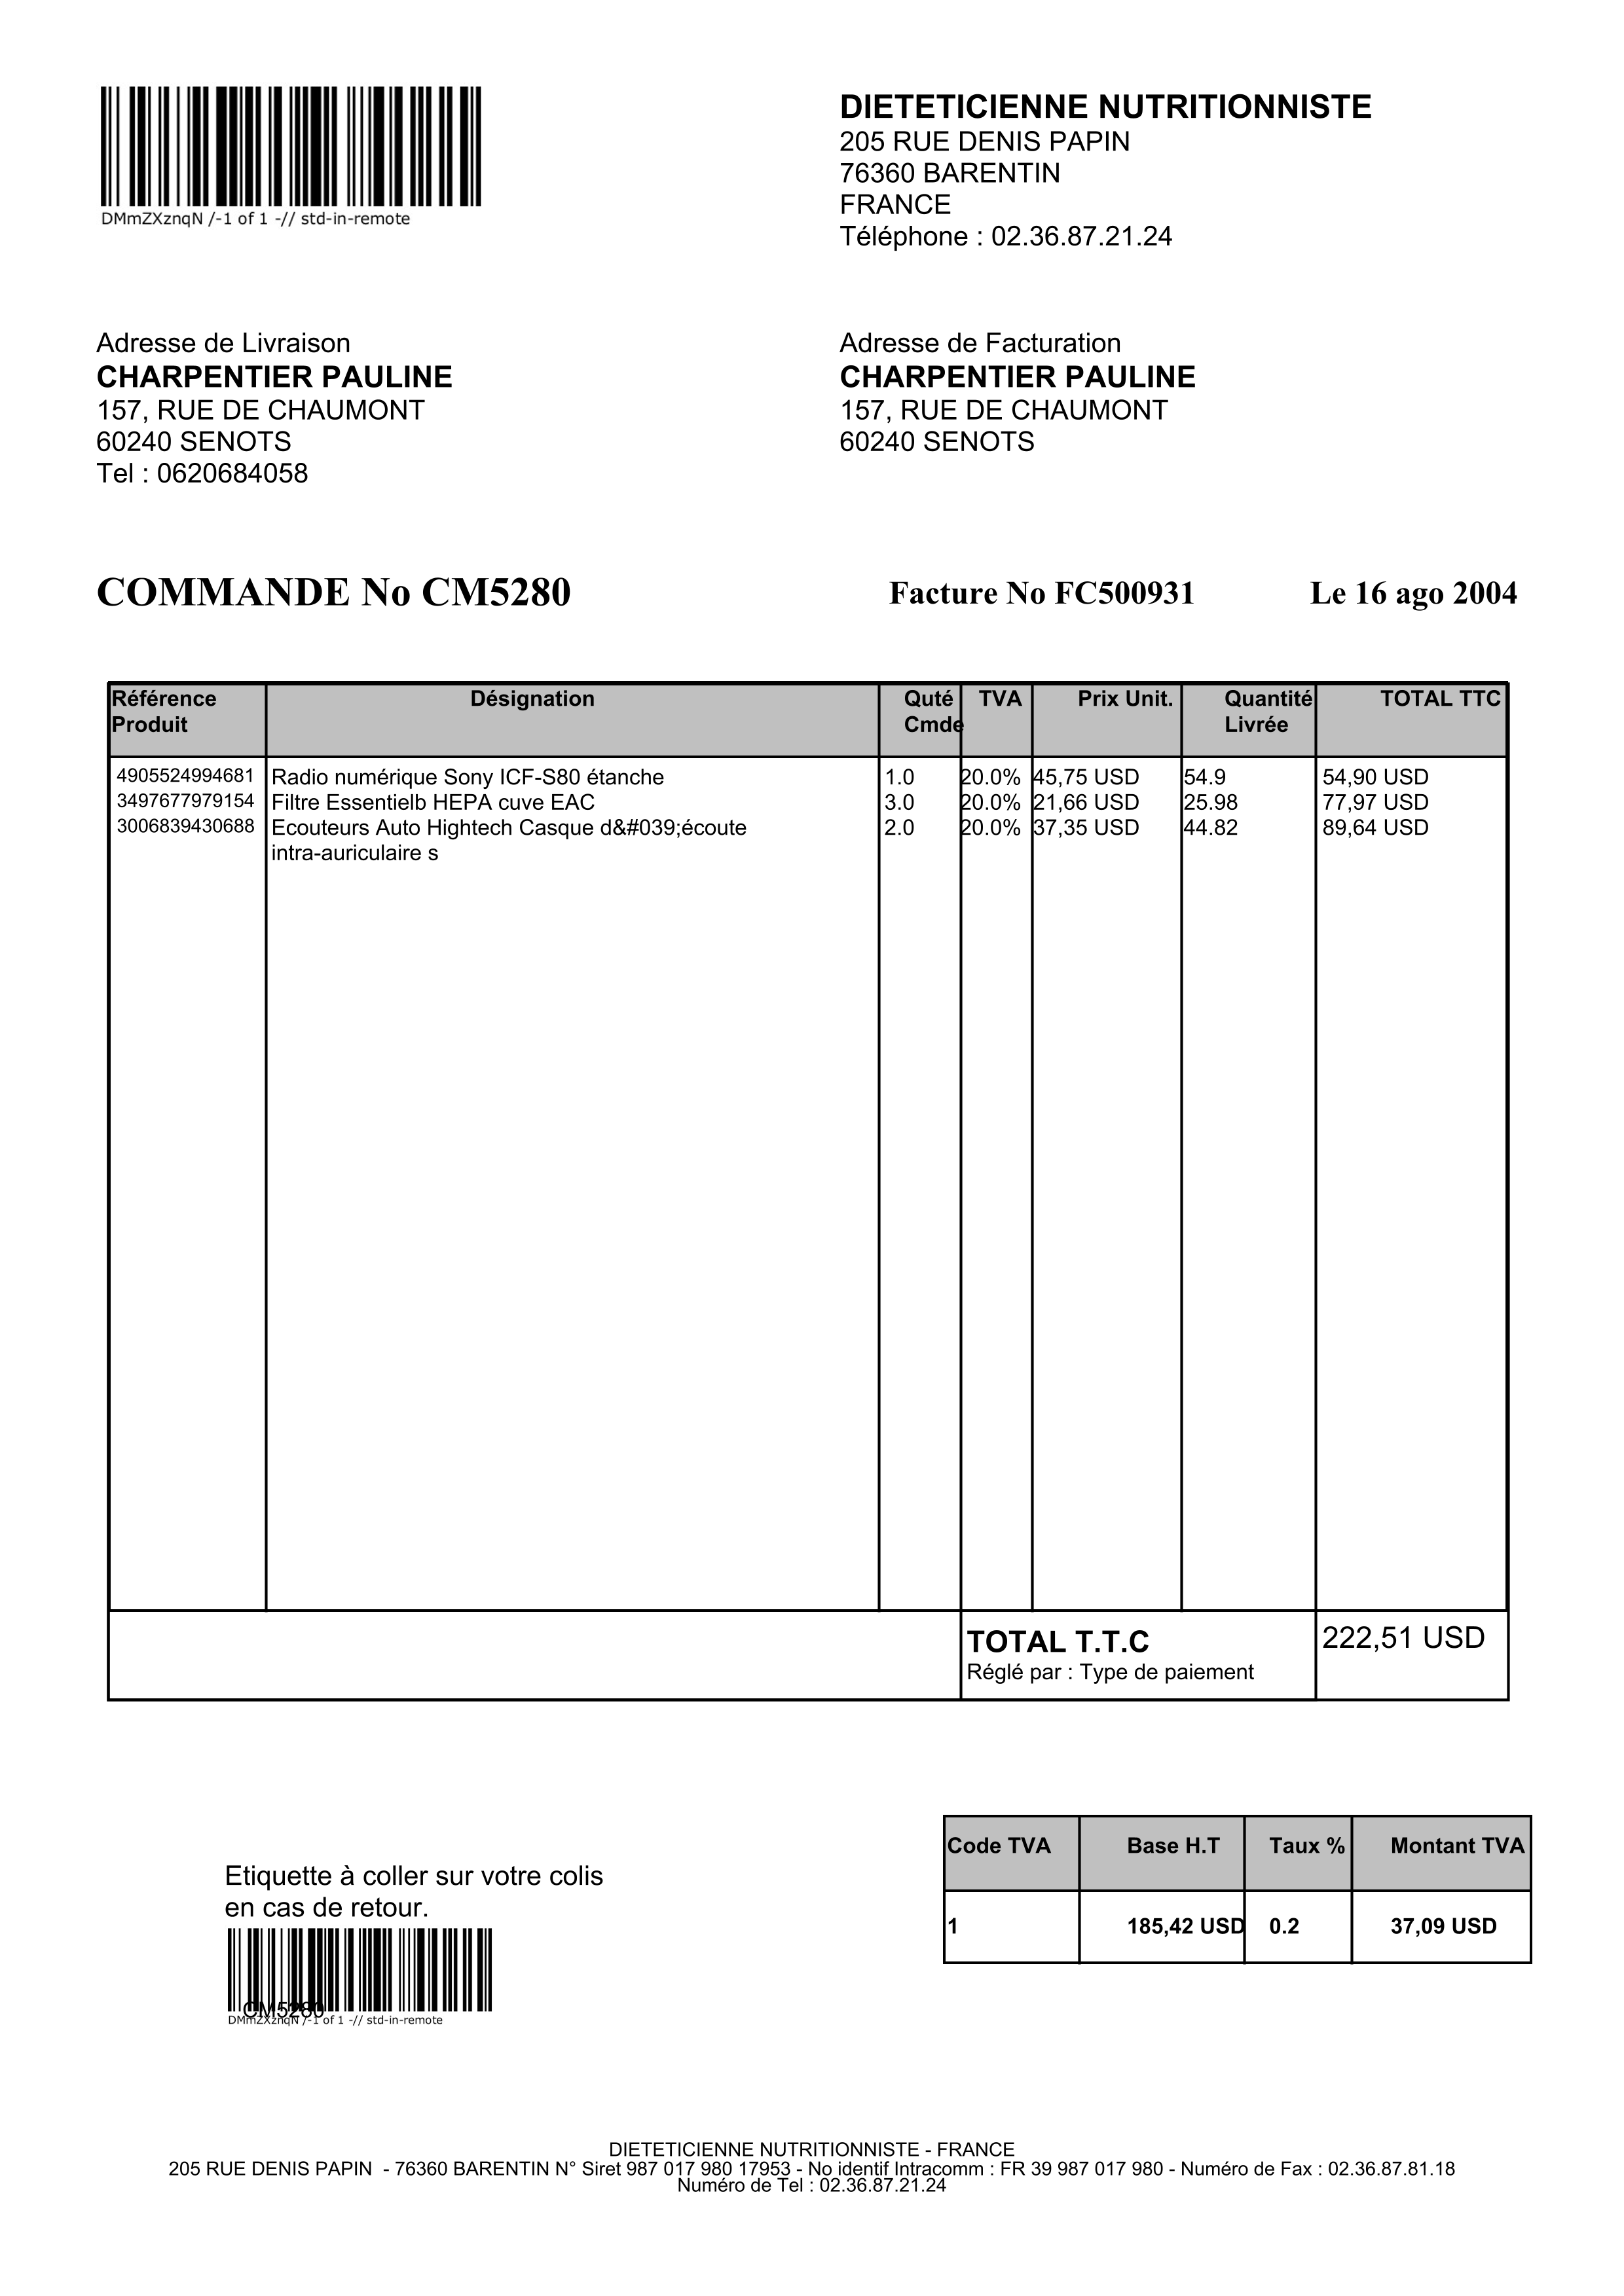 DMmZXznqN /-1 of 1 -// std-in-remote
DIETETICIENNE NUTRITIONNISTE
205 RUE DENIS PAPIN
76360 BARENTIN
FRANCE
Téléphone : 02.36.87.21.24
Adresse de Livraison
CHARPENTIER PAULINE
157, RUE DE CHAUMONT
60240 SENOTS
Tel : 0620684058
Adresse de Facturation
CHARPENTIER PAULINE
157, RUE DE CHAUMONT
60240 SENOTS
COMMANDE No CM5280 Facture No FC500931 Le 16 ago 2004
Référence Produit Désignation Quté Cmde TVA Prix Unit. Quantité Livrée TOTAL TTC
4905524994681 Radio numérique Sony ICF-S80 étanche 1.0 20.0% 45,75 USD 54.9 54,90 USD
3497677979154 Filtre Essentielb HEPA cuve EAC 3.0 20.0% 21,66 USD 25.98 77,97 USD
3006839430688 Ecouteurs Auto Hightech Casque d&#039;écoute 2.0 20.0% 37,35 USD 44.82 89,64 USD
intra-auriculaire s
TOTAL T.T.C 222,51 USD
Réglé par : Type de paiement
Code TVA Base H.T Taux % Montant TVA
1 185,42 USD 0.2 37,09 USD
Etiquette à coller sur votre colis
en cas de retour.
CM5280
DMmZXznqN /-1 of 1 -// std-in-remote
DIETETICIENNE NUTRITIONNISTE - FRANCE
205 RUE DENIS PAPIN  - 76360 BARENTIN N° Siret 987 017 980 17953 - No identif Intracomm : FR 39 987 017 980 - Numéro de Fax : 02.36.87.81.18
Numéro de Tel : 02.36.87.21.24